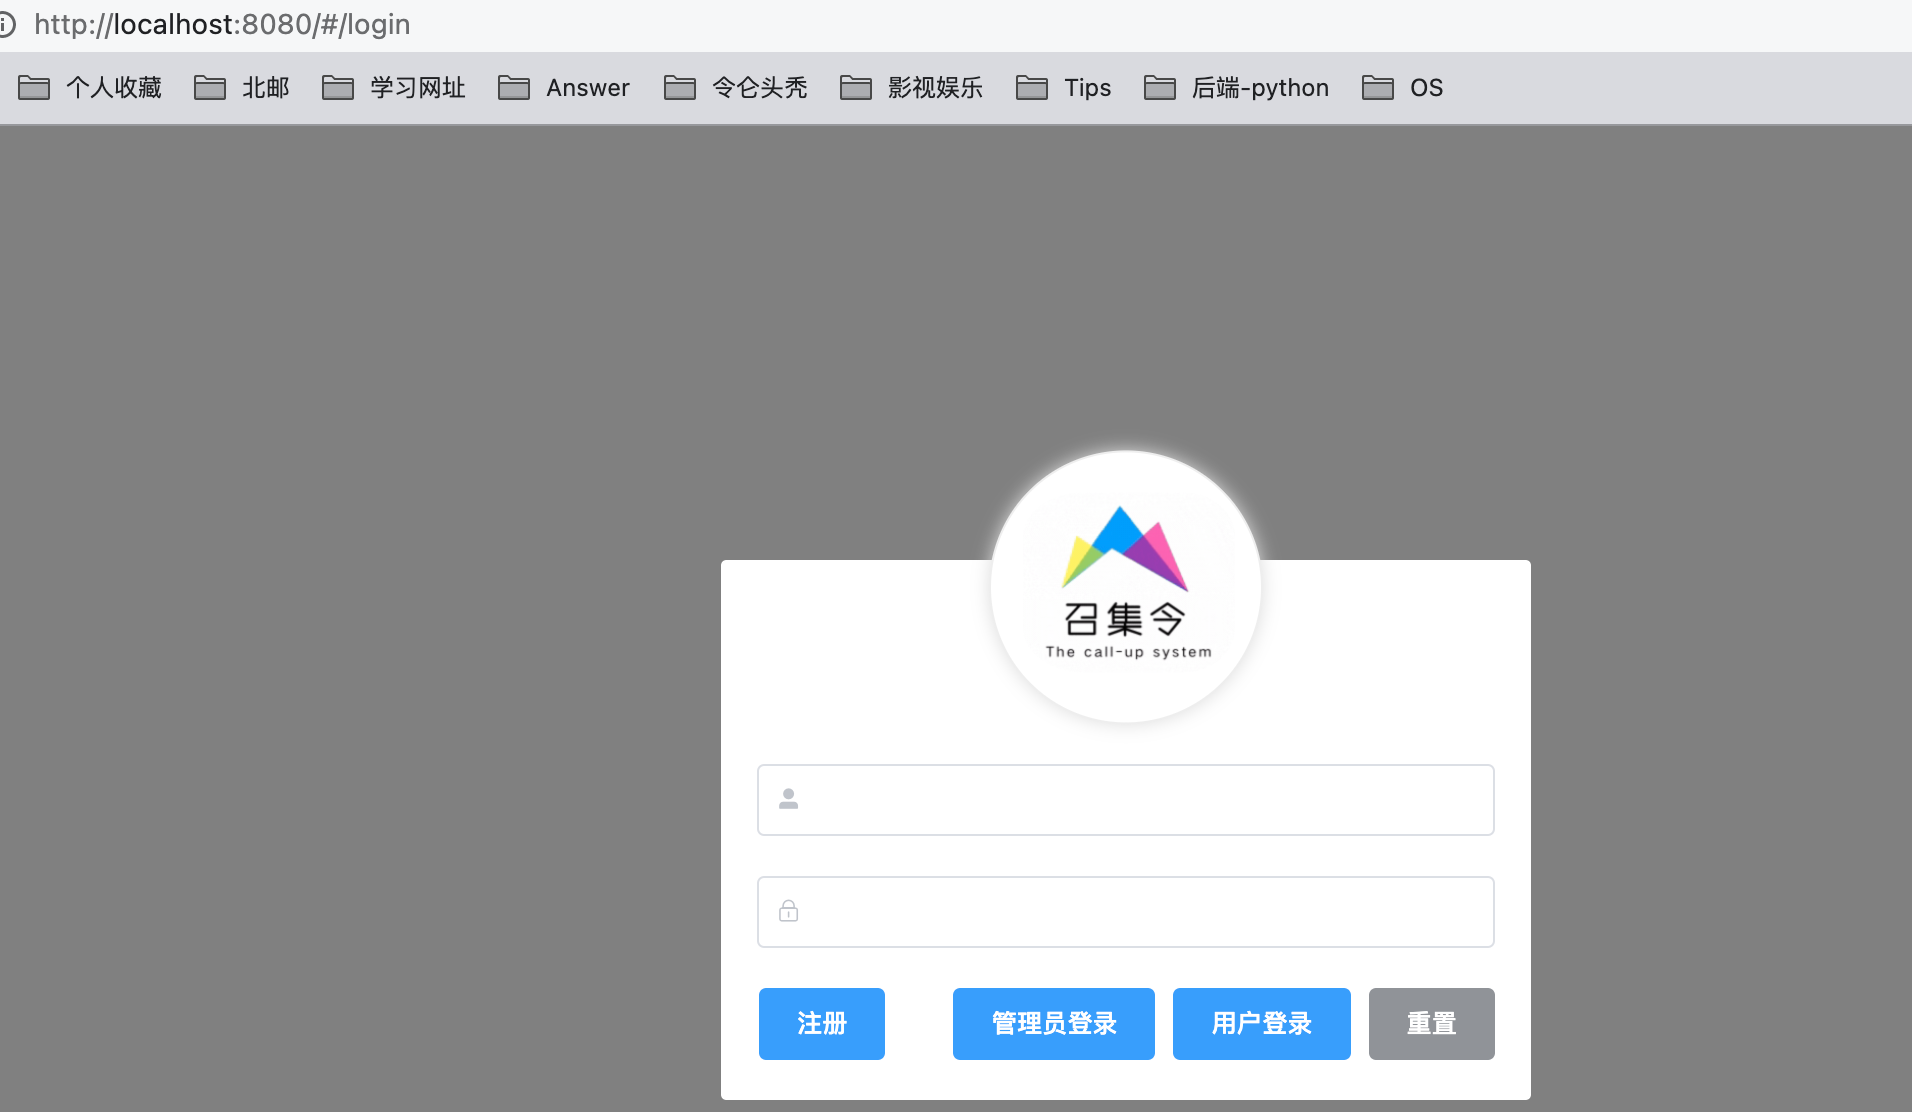 http://localhost:8080/#/login
个人收藏 北邮 学习网址 Answer 令仑头秃 影视娱乐 Tips 后端-python OS
召集令
The call-up system
注册 管理员登录 用户登录 重置